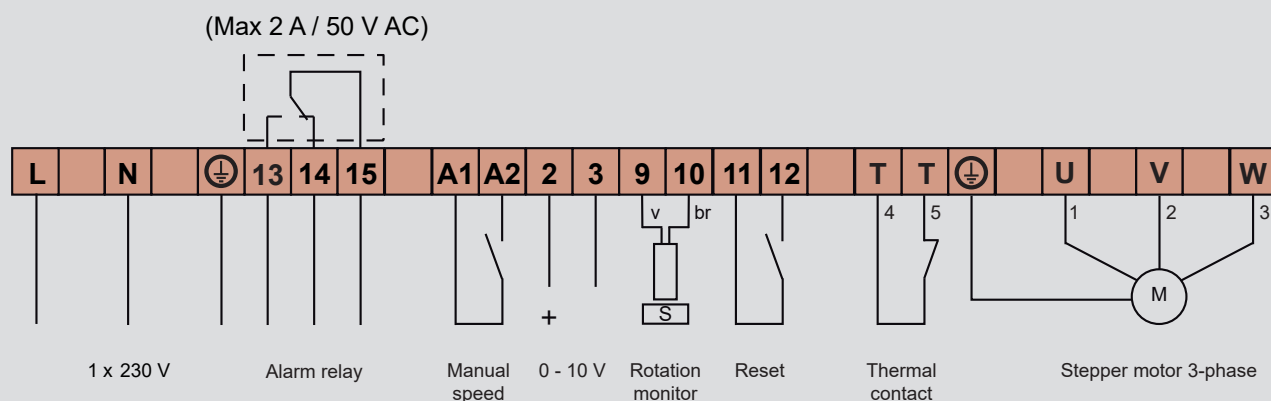 (Max 2 A / 50 V AC)
L N 13 14 15 A1 A2 2 3 9 10 11 12 T T U V W
v br 4 5 1 2 3
M
S
+
1 x 230 V Alarm relay Manual speed 0 - 10 V Rotation monitor Reset Thermal contact Stepper motor 3-phase